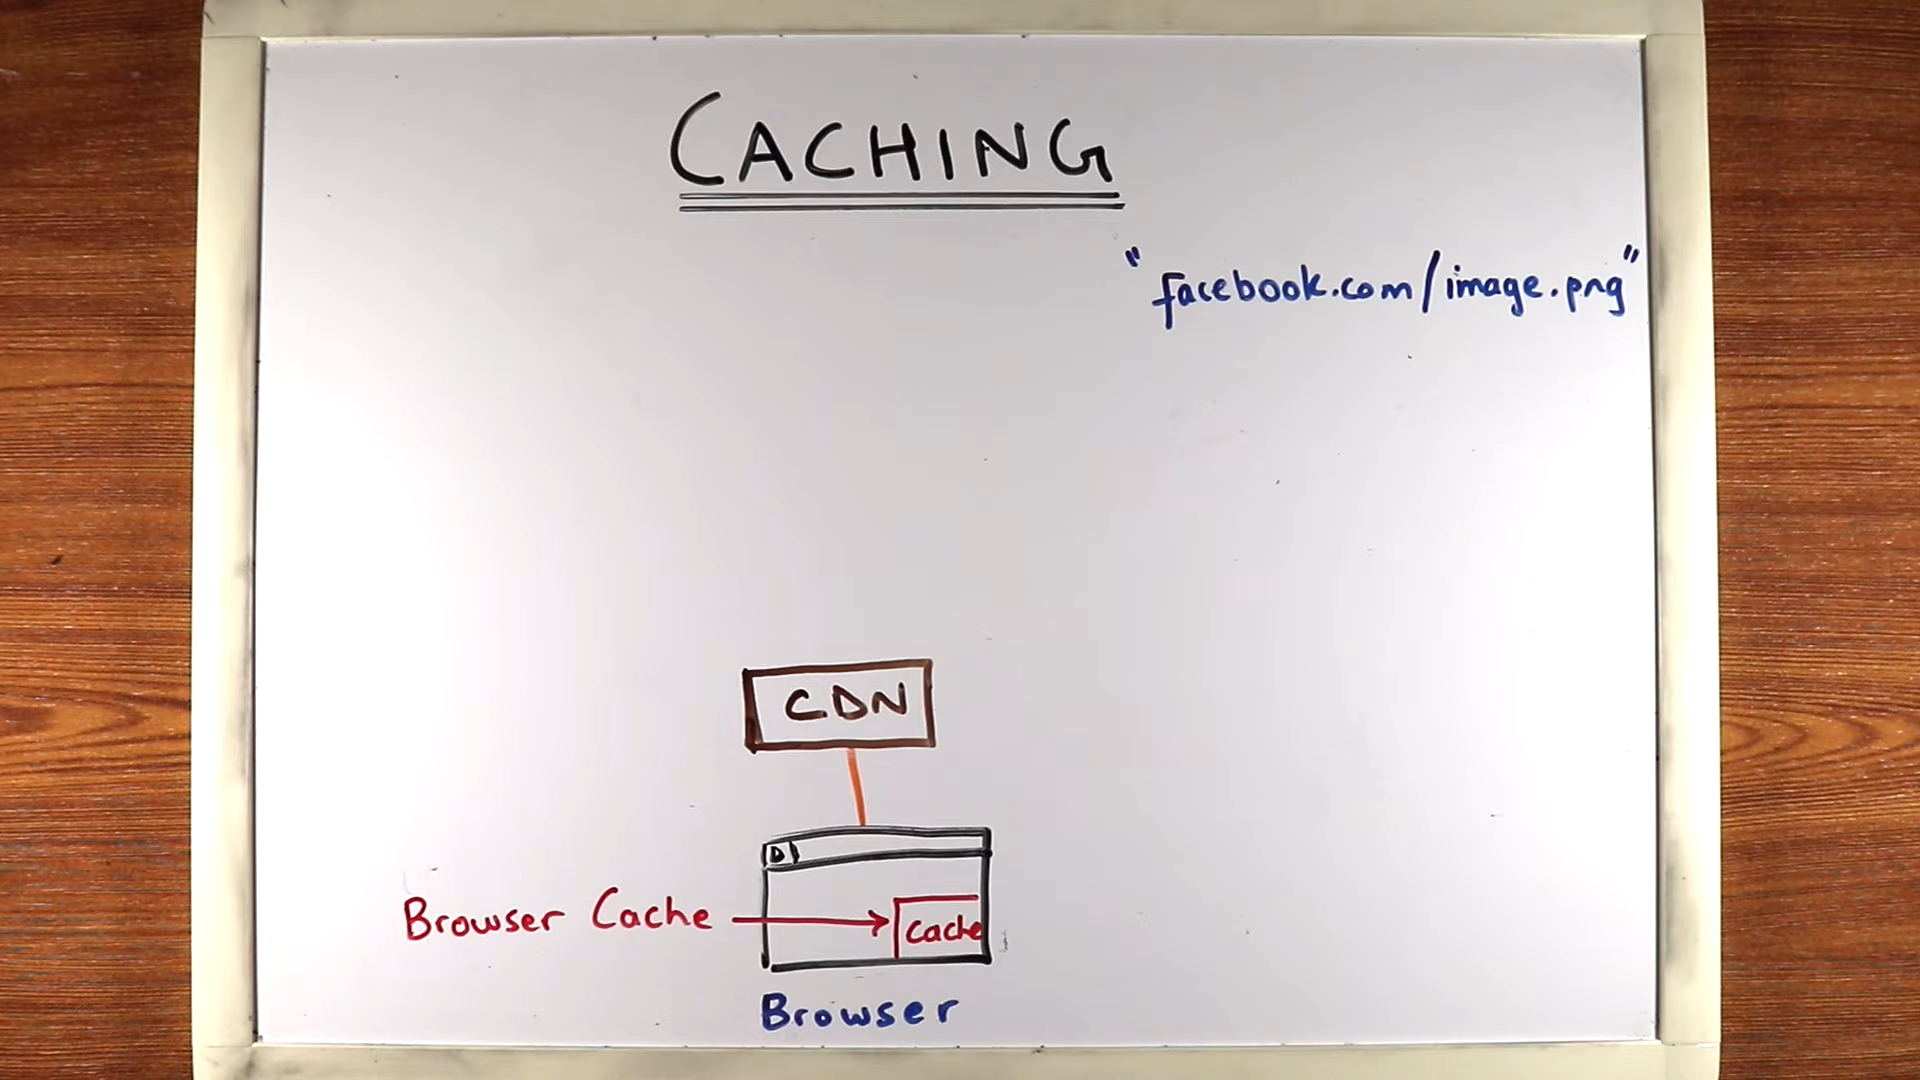 CACHING
"facebook.com/image.png"
CDN
Browser Cache
Cache
Browser